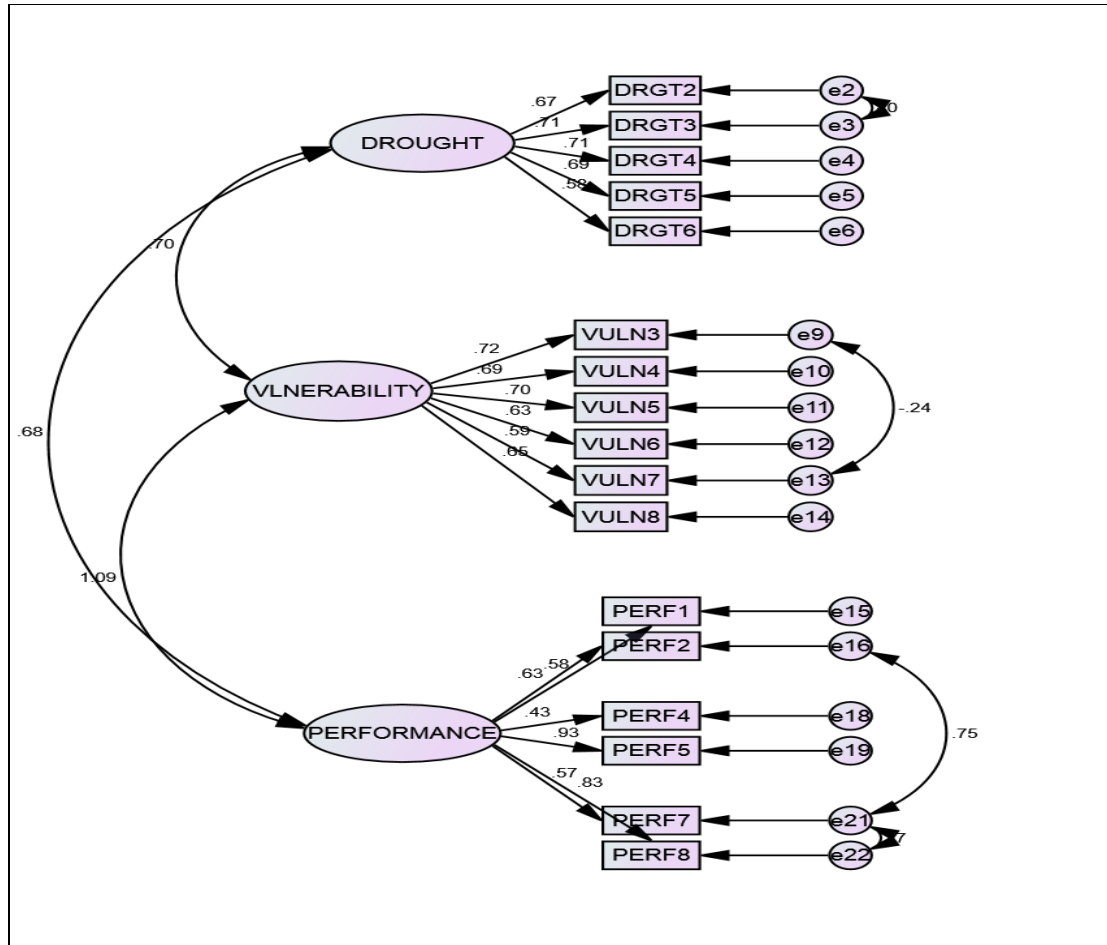 DRGT2
e2
.67
DRGT3
e3
.71
DROUGHT
DRGT4
e4
.71
DRGT5
e5
.69
DRGT6
e6
.58
.70
VULN3
e9
.72
VULN4
e10
.69
VLNERABILITY
VULN5
e11
.70
-.24
VULN6
e12
.63
.59
.68
VULN7
e13
.65
VULN8
e14
1.09
PERF1
e15
PERF2
e16
.58
.63
.43
PERF4
e18
PERFORMANCE
.93
.75
PERF5
e19
.57
.83
PERF7
e21
PERF8
e22